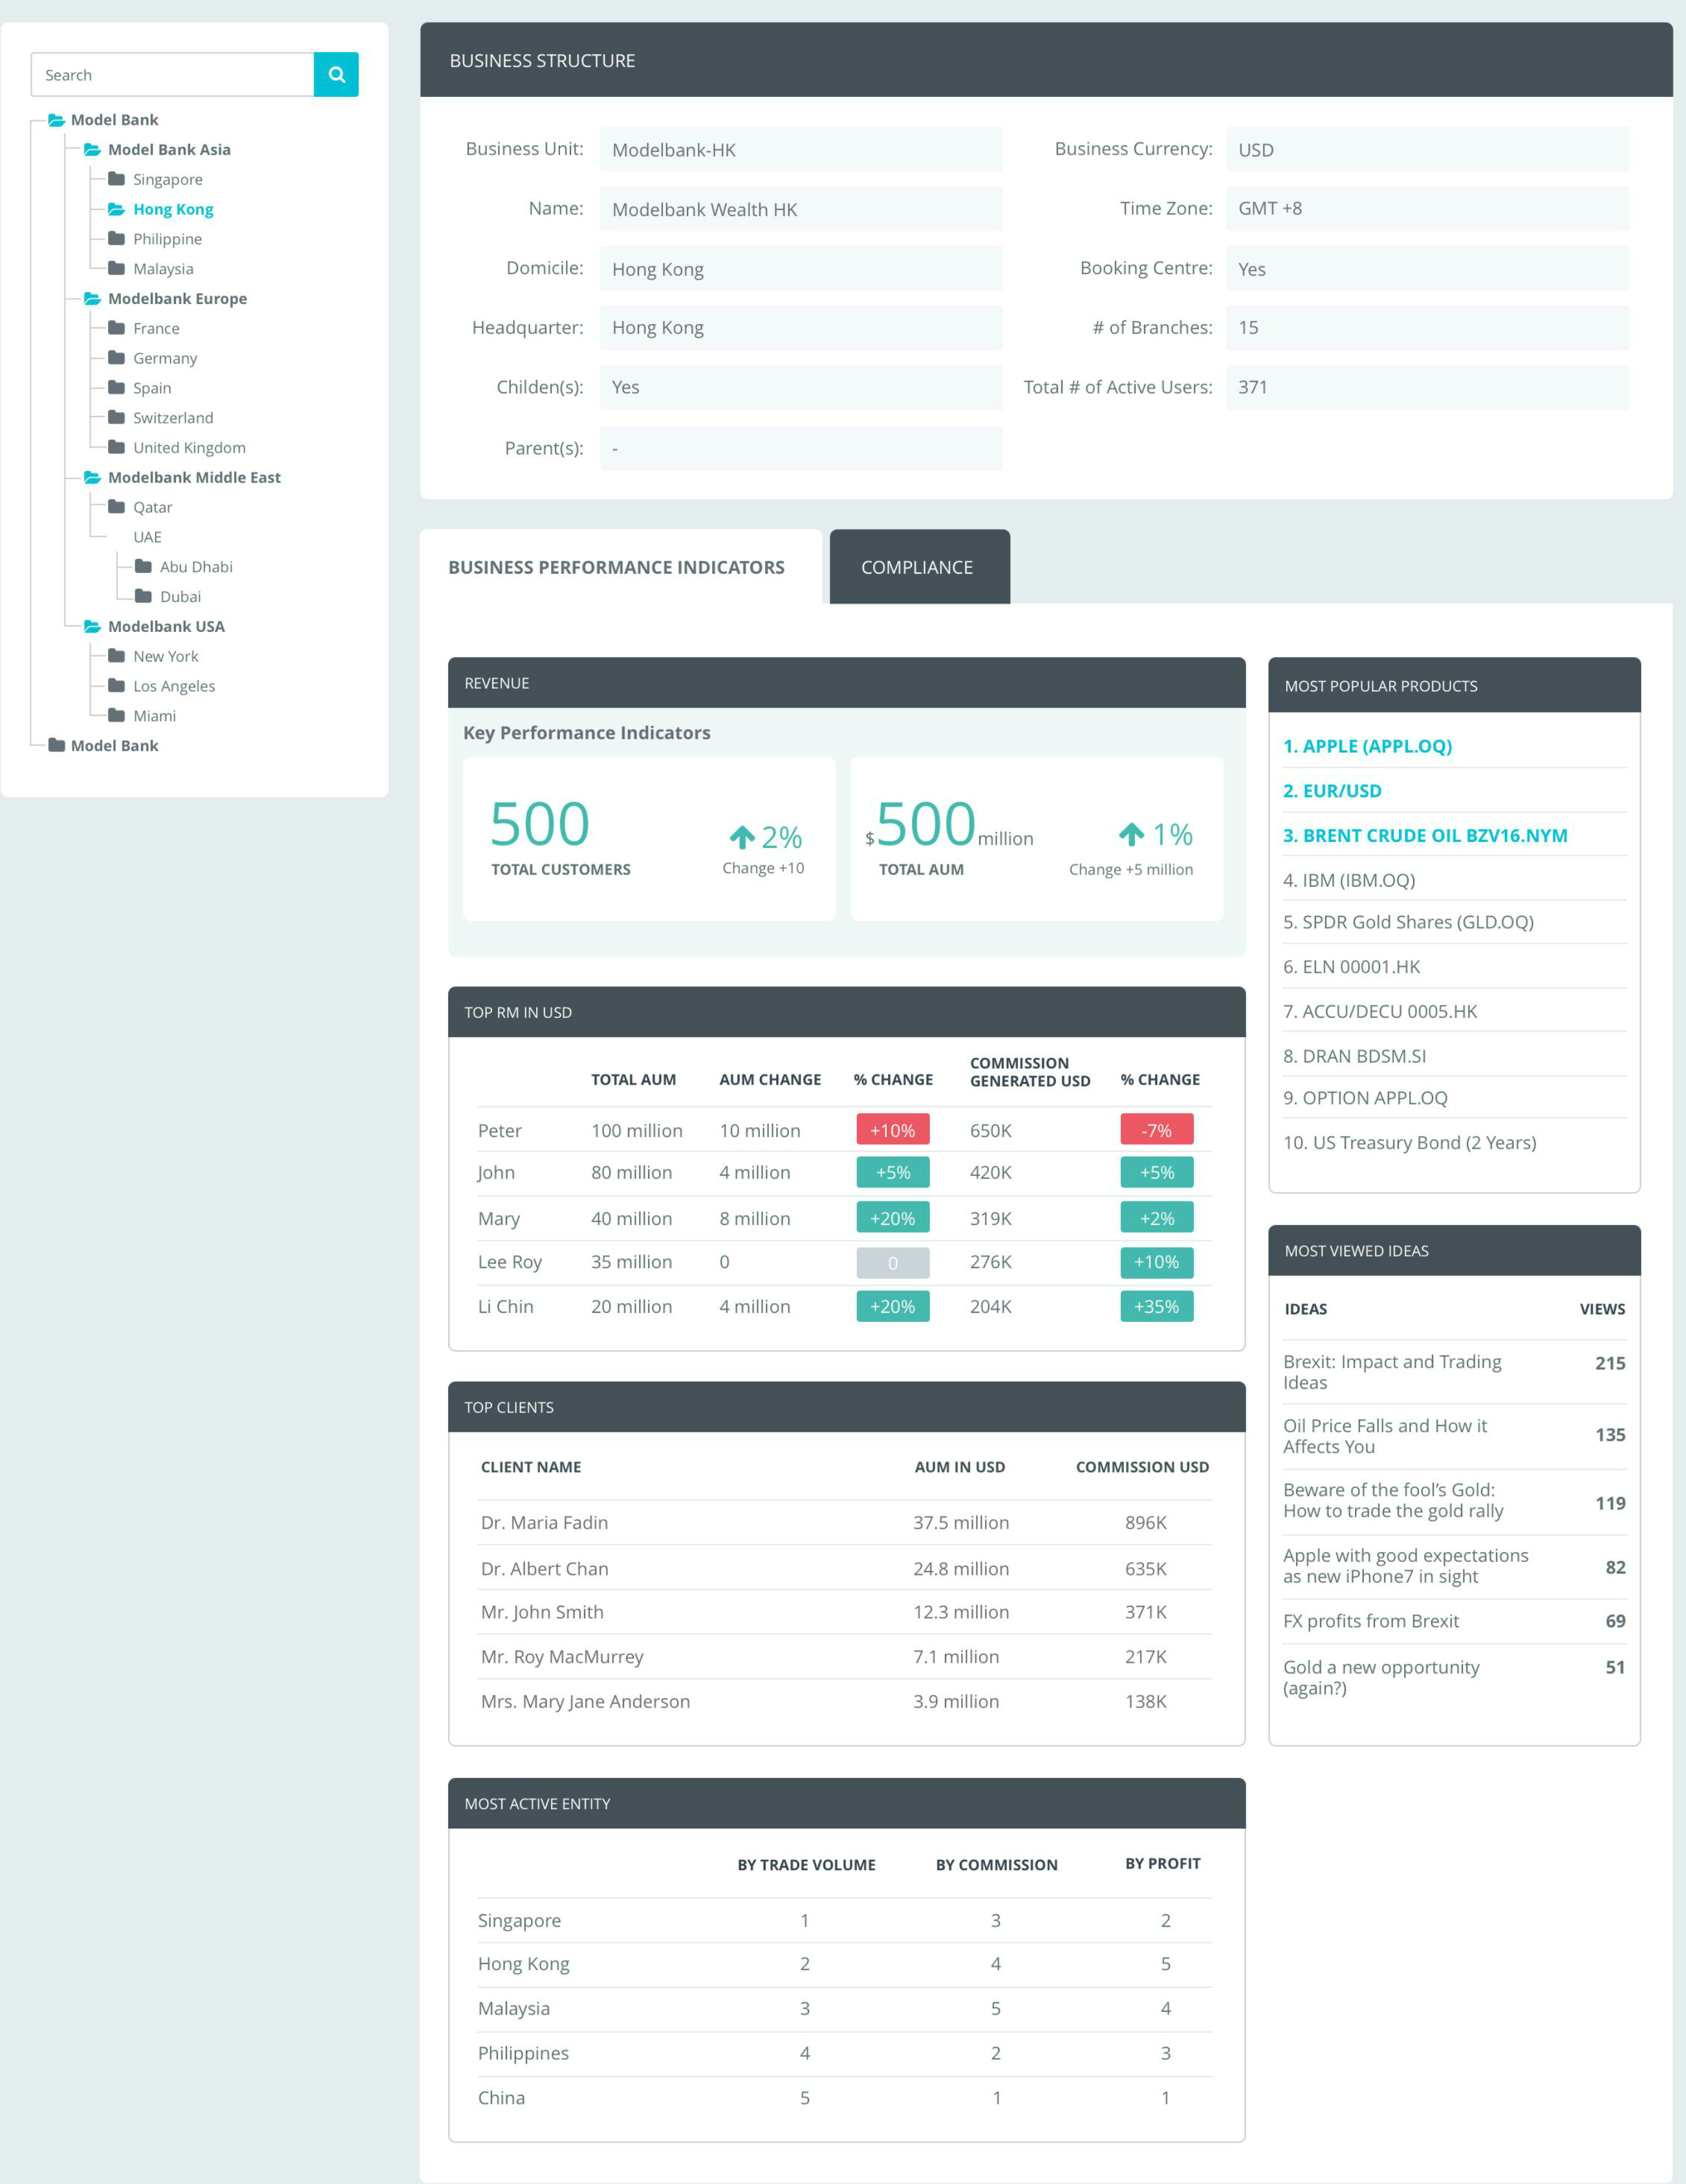 Search
Model Bank
Model Bank Asia
Singapore
Hong Kong
Philippine
Malaysia
Modelbank Europe
France
Germany
Spain
Switzerland
United Kingdom
Modelbank Middle East
Qatar
UAE
Abu Dhabi
Dubai
Modelbank USA
New York
Los Angeles
Miami
Model Bank
BUSINESS STRUCTURE
Business Unit: Modelbank-HK Business Currency: USD
Name: Modelbank Wealth HK Time Zone: GMT +8
Domicile: Hong Kong Booking Centre: Yes
Headquarter: Hong Kong # of Branches: 15
Childen(s): Yes Total # of Active Users: 371
Parent(s): -
BUSINESS PERFORMANCE INDICATORS COMPLIANCE
REVENUE
Key Performance Indicators
500 2%
TOTAL CUSTOMERS Change +10
$500 million 1%
TOTAL AUM Change +5 million
TOP RM IN USD
TOTAL AUM AUM CHANGE % CHANGE COMMISSION GENERATED USD % CHANGE
Peter 100 million 10 million +10% 650K -7%
John 80 million 4 million +5% 420K +5%
Mary 40 million 8 million +20% 319K +2%
Lee Roy 35 million 0 0 276K +10%
Li Chin 20 million 4 million +20% 204K +35%
TOP CLIENTS
CLIENT NAME AUM IN USD COMMISSION USD
Dr. Maria Fadin 37.5 million 896K
Dr. Albert Chan 24.8 million 635K
Mr. John Smith 12.3 million 371K
Mr. Roy MacMurrey 7.1 million 217K
Mrs. Mary Jane Anderson 3.9 million 138K
MOST ACTIVE ENTITY
BY TRADE VOLUME BY COMMISSION BY PROFIT
Singapore 1 3 2
Hong Kong 2 4 5
Malaysia 3 5 4
Philippines 4 2 3
China 5 1 1
MOST POPULAR PRODUCTS
1. APPLE (APPL.OQ)
2. EUR/USD
3. BRENT CRUDE OIL BZV16.NYM
4. IBM (IBM.OQ)
5. SPDR Gold Shares (GLD.OQ)
6. ELN 00001.HK
7. ACCU/DECU 0005.HK
8. DRAN BDSM.SI
9. OPTION APPL.OQ
10. US Treasury Bond (2 Years)
MOST VIEWED IDEAS
IDEAS VIEWS
Brexit: Impact and Trading 215
Ideas
Oil Price Falls and How it
Affects You 135
Beware of the fool's Gold:
How to trade the gold rally 119
Apple with good expectations
as new iPhone7 in sight 82
FX profits from Brexit 69
Gold a new opportunity 51
(again?)